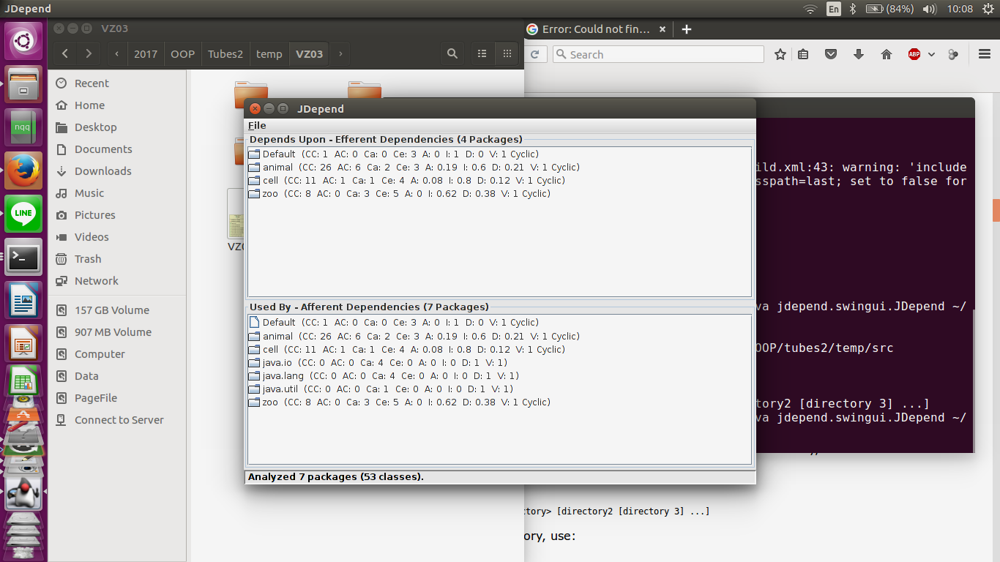 JDepend
En
(84%)
10:08
VZ03
2017
OOP
Tubes2
temp
VZ03
Error: Could not fin...
Search
ABP
nqq
LINE
Recent
Home
Desktop
Documents
Downloads
Music
Pictures
Videos
Trash
Network
157 GB Volume
907 MB Volume
Computer
Data
PageFile
Connect to Server
JDepend
File
Depends Upon - Efferent Dependencies (4 Packages)
Default (CC: 1 AC: 0 Ca: 0 Ce: 3 A: 0 I: 1 D: 0 V: 1 Cyclic)
animal (CC: 26 AC: 6 Ca: 2 Ce: 3 A: 0.19 I: 0.6 D: 0.21 V: 1 Cyclic)
cell (CC: 11 AC: 1 Ca: 1 Ce: 4 A: 0.08 I: 0.8 D: 0.12 V: 1 Cyclic)
zoo (CC: 8 AC: 0 Ca: 3 Ce: 5 A: 0 I: 0.62 D: 0.38 V: 1 Cyclic)
Used By - Afferent Dependencies (7 Packages)
Default (CC: 1 AC: 0 Ca: 0 Ce: 3 A: 0 I: 1 D: 0 V: 1 Cyclic)
animal (CC: 26 AC: 6 Ca: 2 Ce: 3 A: 0.19 I: 0.6 D: 0.21 V: 1 Cyclic)
cell (CC: 11 AC: 1 Ca: 1 Ce: 4 A: 0.08 I: 0.8 D: 0.12 V: 1 Cyclic)
java.io (CC: 0 AC: 0 Ca: 4 Ce: 0 A: 0 I: 0 D: 1 V: 1)
java.lang (CC: 0 AC: 0 Ca: 4 Ce: 0 A: 0 I: 0 D: 1 V: 1)
java.util (CC: 0 AC: 0 Ca: 1 Ce: 0 A: 0 I: 0 D: 1 V: 1)
zoo (CC: 8 AC: 0 Ca: 3 Ce: 5 A: 0 I: 0.62 D: 0.38 V: 1 Cyclic)
Analyzed 7 packages (53 classes).
ild.xml:43: warning: 'include
sspath=last; set to false for
va jdepend.swingui.JDepend ~/
OOP/tubes2/temp/src
tory2 [directory 3] ...]
va jdepend.swingui.JDepend ~/
ctory> [directory2 [directory 3] ...]
ory, use: